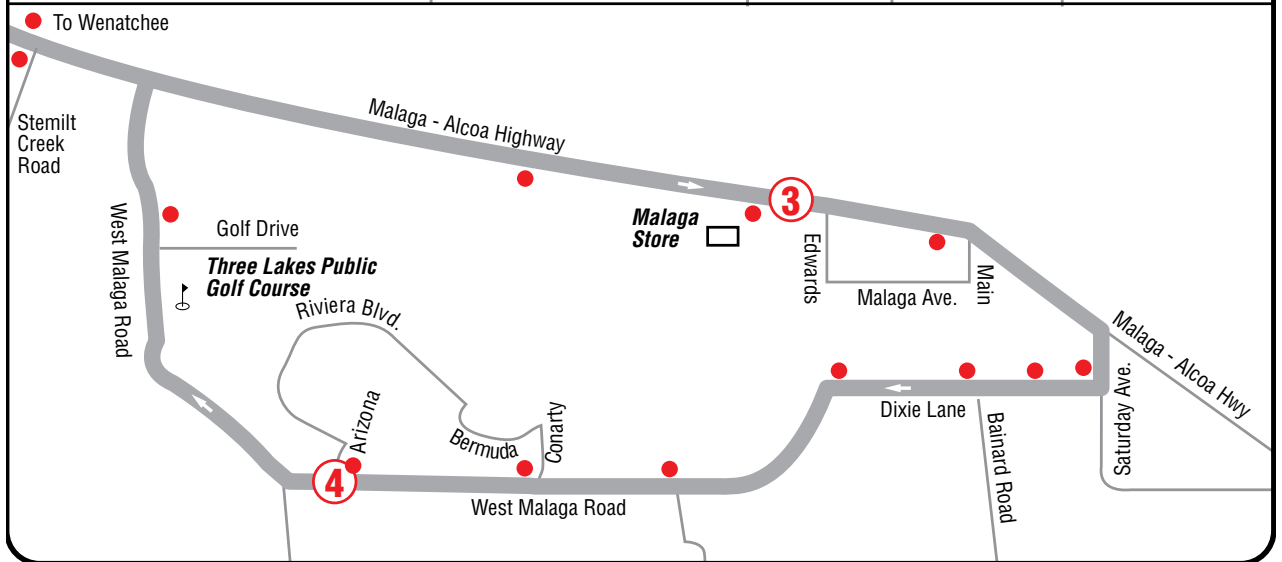 To Wenatchee
Stemilt
Creek
Road
Malaga - Alcoa Highway
3
West Malaga Road
Golf Drive
Three Lakes Public
Golf Course
Malaga
Store
Edwards
Malaga Ave.
Main
Riviera Blvd.
Malaga - Alcoa Hwy
Arizona
Bermuda
Conarty
Dixie Lane
Bainard Road
Saturday Ave.
4
West Malaga Road